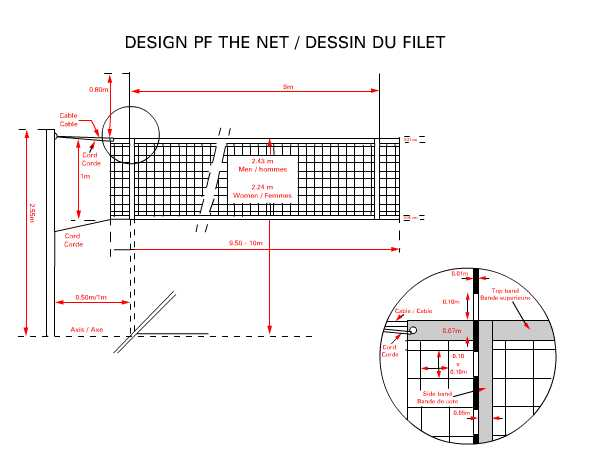 DESIGN PF THE NET / DESSIN DU FILET
0.80m
9m
Cable
Cable
Cord
Corde
1m
2.43 m
Men / hommes
2.24 m
Women / Femmes
2.55m
Cord
Corde
9.50 - 10m
0.50m/1m
Axis / Axe
0.01m
Top band
Bande superieure
0.10m
Cable / Cable
0.07m
Cord
Corde
0.10
x
0.10m
Side band
Bande de cote
0.05m